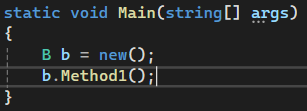 static void Main(string[] args)
{
    B b = new();
    b.Method1();
}